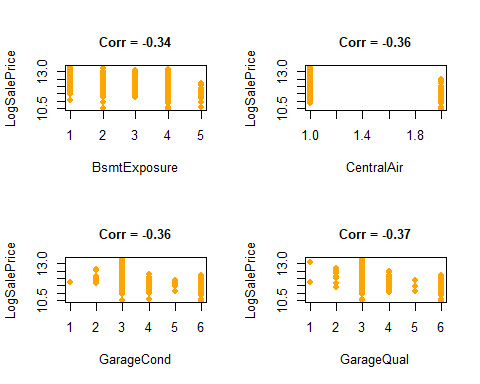 Corr = -0.34
LogSalePrice
10.5 13.0
1 2 3 4 5
BsmtExposure
Corr = -0.36
LogSalePrice
10.5 13.0
1.0 1.4 1.8
CentralAir
Corr = -0.36
LogSalePrice
10.5 13.0
1 2 3 4 5 6
GarageCond
Corr = -0.37
LogSalePrice
10.5 13.0
1 2 3 4 5 6
GarageQual